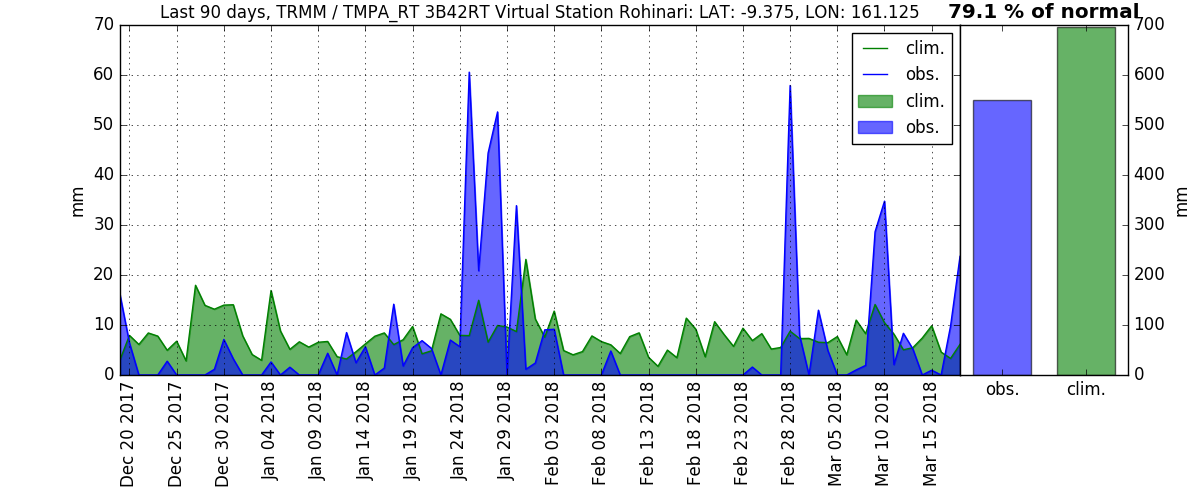 Last 90 days, TRMM / TMPA_RT 3B42RT Virtual Station Rohinari: LAT: -9.375, LON: 161.125
79.1 % of normal
70
60
50
40
30
20
10
0
mm
clim.
obs.
clim.
obs.
700
600
500
400
300
200
100
0
mm
obs.
clim.
Dec 20 2017
Dec 25 2017
Dec 30 2017
Jan 04 2018
Jan 09 2018
Jan 14 2018
Jan 19 2018
Jan 24 2018
Jan 29 2018
Feb 03 2018
Feb 08 2018
Feb 13 2018
Feb 18 2018
Feb 23 2018
Feb 28 2018
Mar 05 2018
Mar 10 2018
Mar 15 2018